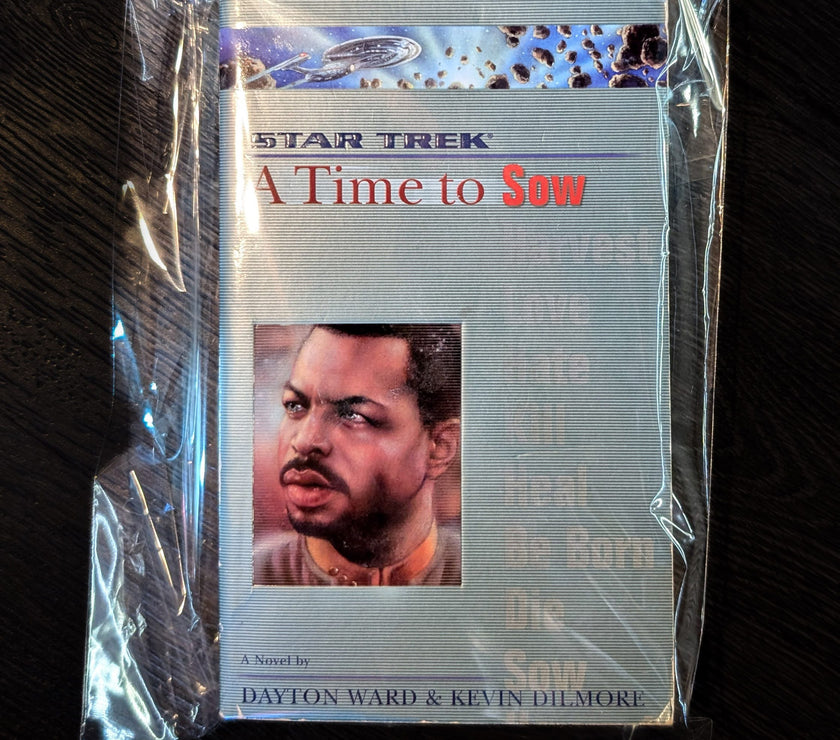 STAR TREK®
A Time to Sow
Harvest
Love
Hate
Kill
Heal
Be Born
Die
Sow
A Novel by
DAYTON WARD & KEVIN DILMORE